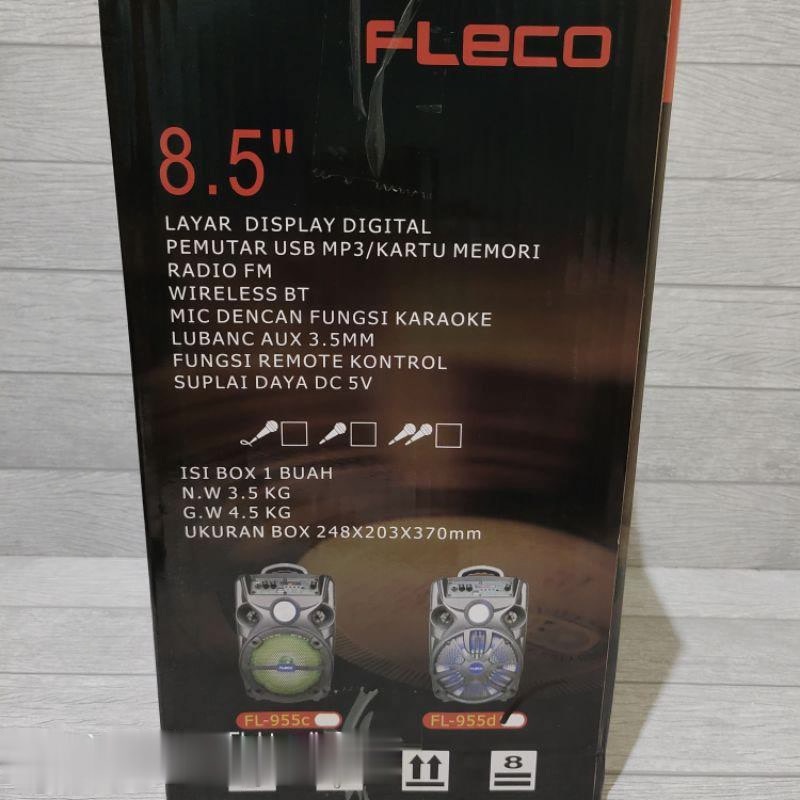 FLECO
8.5"
LAYAR DISPLAY DIGITAL
PEMUTAR USB MP3/KARTU MEMORI
RADIO FM
WIRELESS BT
MIC DENCAN FUNGSI KARAOKE
LUBANC AUX 3.5MM
FUNGSI REMOTE KONTROL
SUPLAI DAYA DC 5V
ISI BOX 1 BUAH
N.W 3.5 KG
G.W 4.5 KG
UKURAN BOX 248X203X370mm
FLECO FLECO
FL-955c FL-955d
8